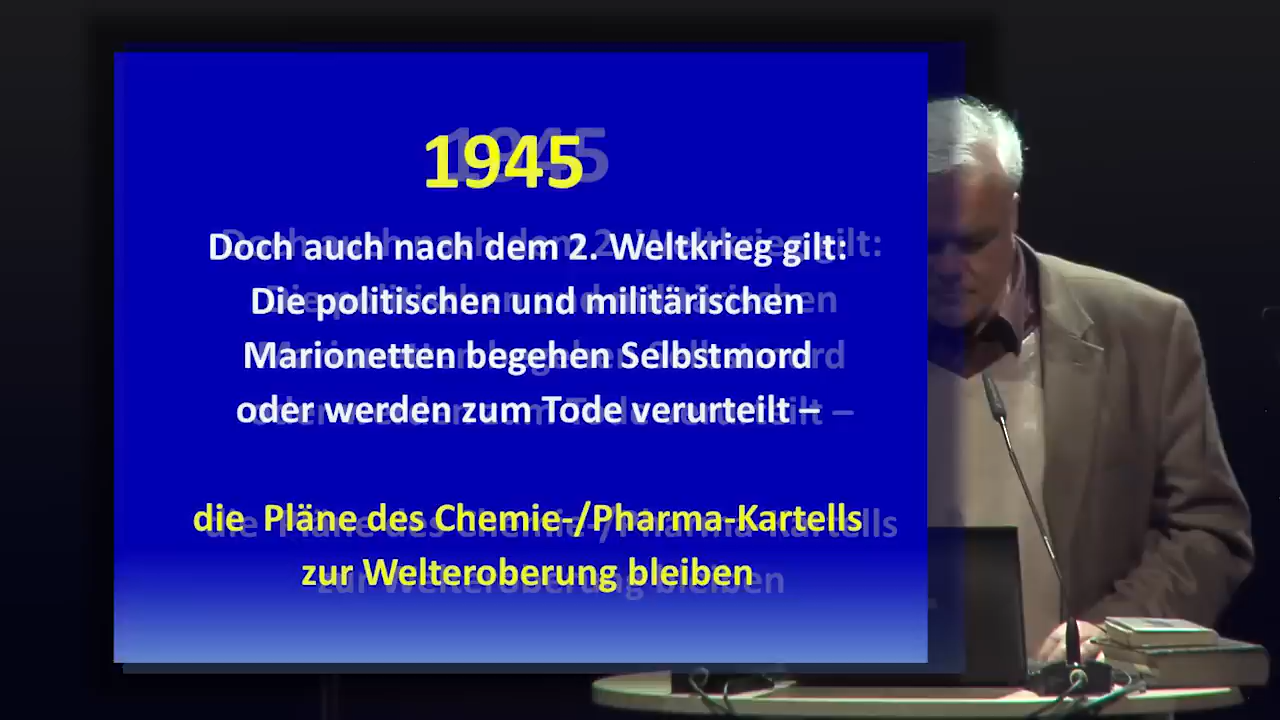 1945
Doch auch nach dem 2. Weltkrieg gilt:
Die politischen und militärischen
Marionetten begehen Selbstmord
oder werden zum Tode verurteilt –
die Pläne des Chemie-/Pharma-Kartells
zur Welteroberung bleiben